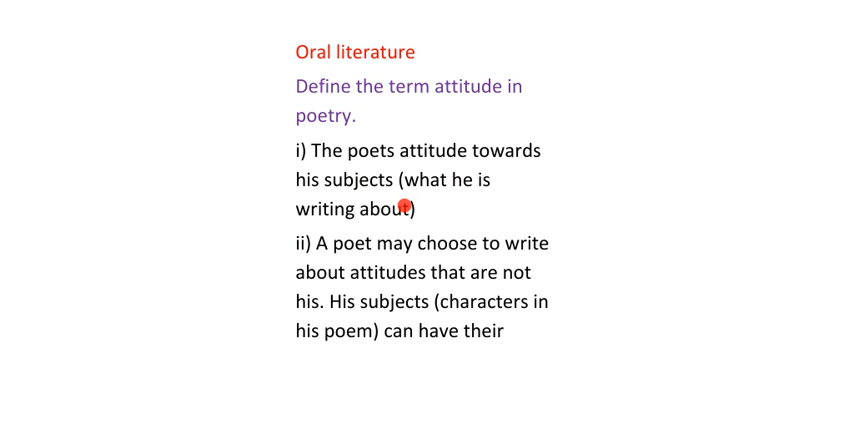 Oral literature
Define the term attitude in
poetry.
i) The poets attitude towards
his subjects (what he is
writing about)
ii) A poet may choose to write
about attitudes that are not
his. His subjects (characters in
his poem) can have their